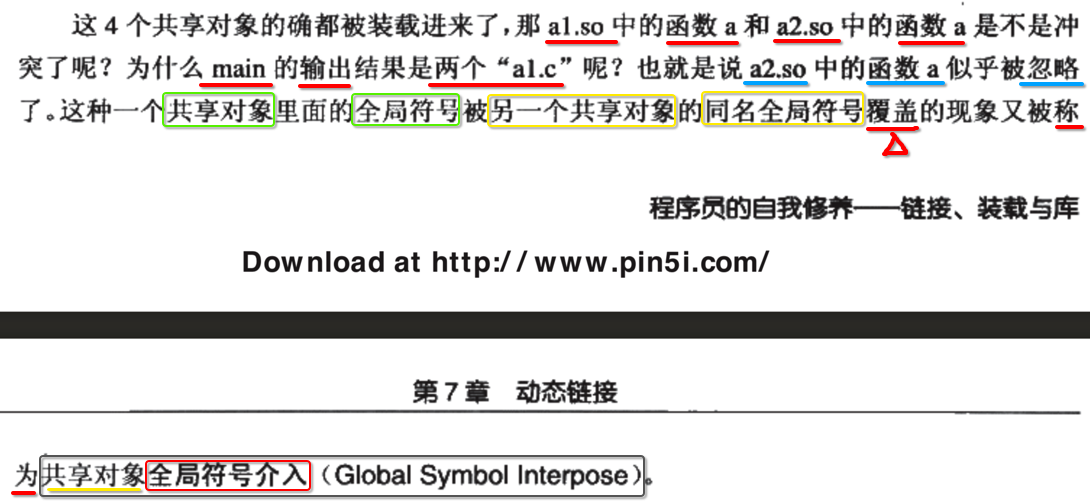 这 4 个共享对象的确都被装载进来了，那 a1.so 中的函数 a 和 a2.so 中的函数 a 是不是冲
突了呢？为什么 main 的输出结果是两个“a1.c”呢？也就是说 a2.so 中的函数 a 似乎被忽略
了。这种一个共享对象里面的全局符号被另一个共享对象的同名全局符号覆盖的现象又被称
程序员的自我修养——链接、装载与库
Download at http://www.pin5i.com/
第 7 章 动态链接
为共享对象全局符号介入（Global Symbol Interpose）。